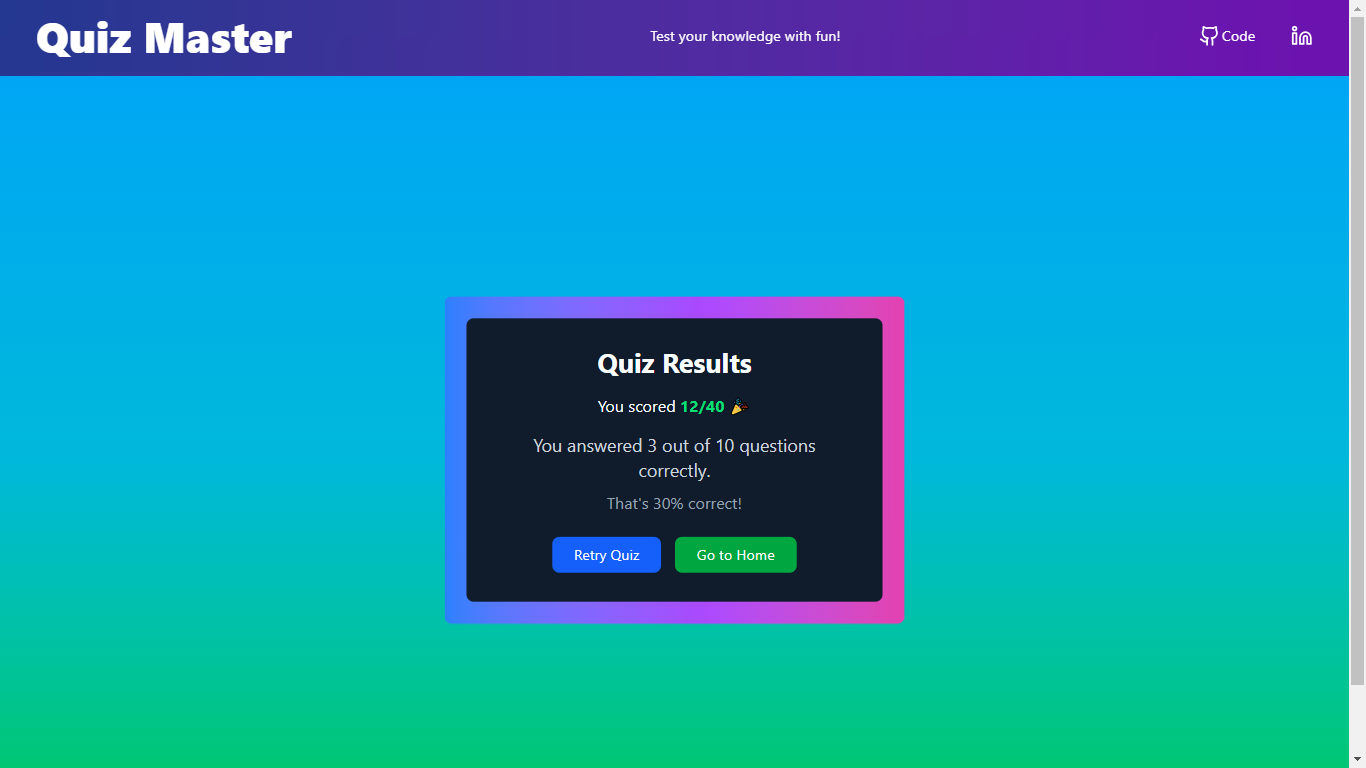 Quiz Master
Test your knowledge with fun!
Code
Quiz Results
You scored 12/40 🎉
You answered 3 out of 10 questions
correctly.
That's 30% correct!
Retry Quiz
Go to Home